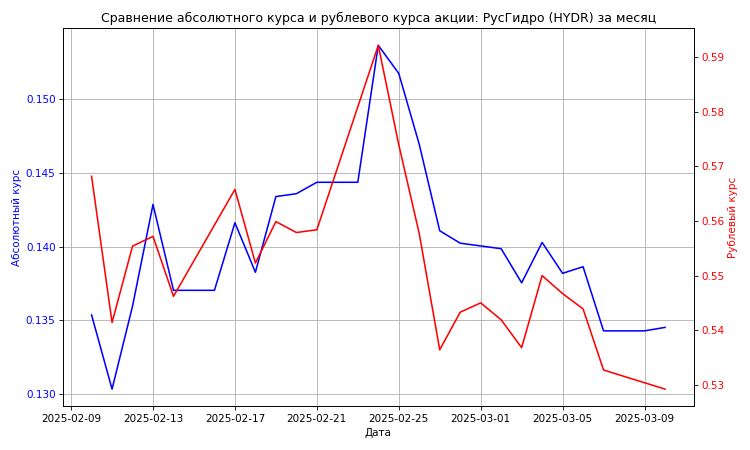 Сравнение абсолютного курса и рублевого курса акции: РусГидро (HYDR) за месяц
Абсолютный курс
0.150
0.145
0.140
0.135
0.130
0.59
0.58
0.57
0.56
0.55
0.54
0.53
Рублевый курс
2025-02-09 2025-02-13 2025-02-17 2025-02-21 2025-02-25 2025-03-01 2025-03-05 2025-03-09
Дата